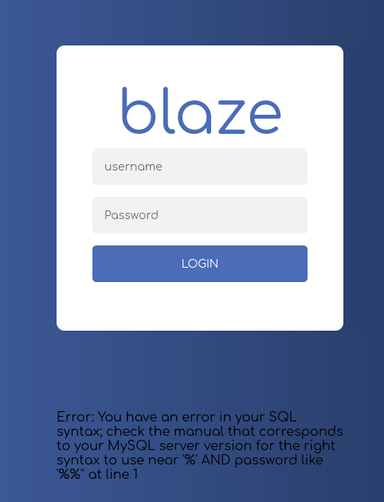 blaze
username
Password
LOGIN
Error: You have an error in your SQL
syntax; check the manual that corresponds
to your MySQL server version for the right
syntax to use near '%' AND password like
'%%'' at line 1